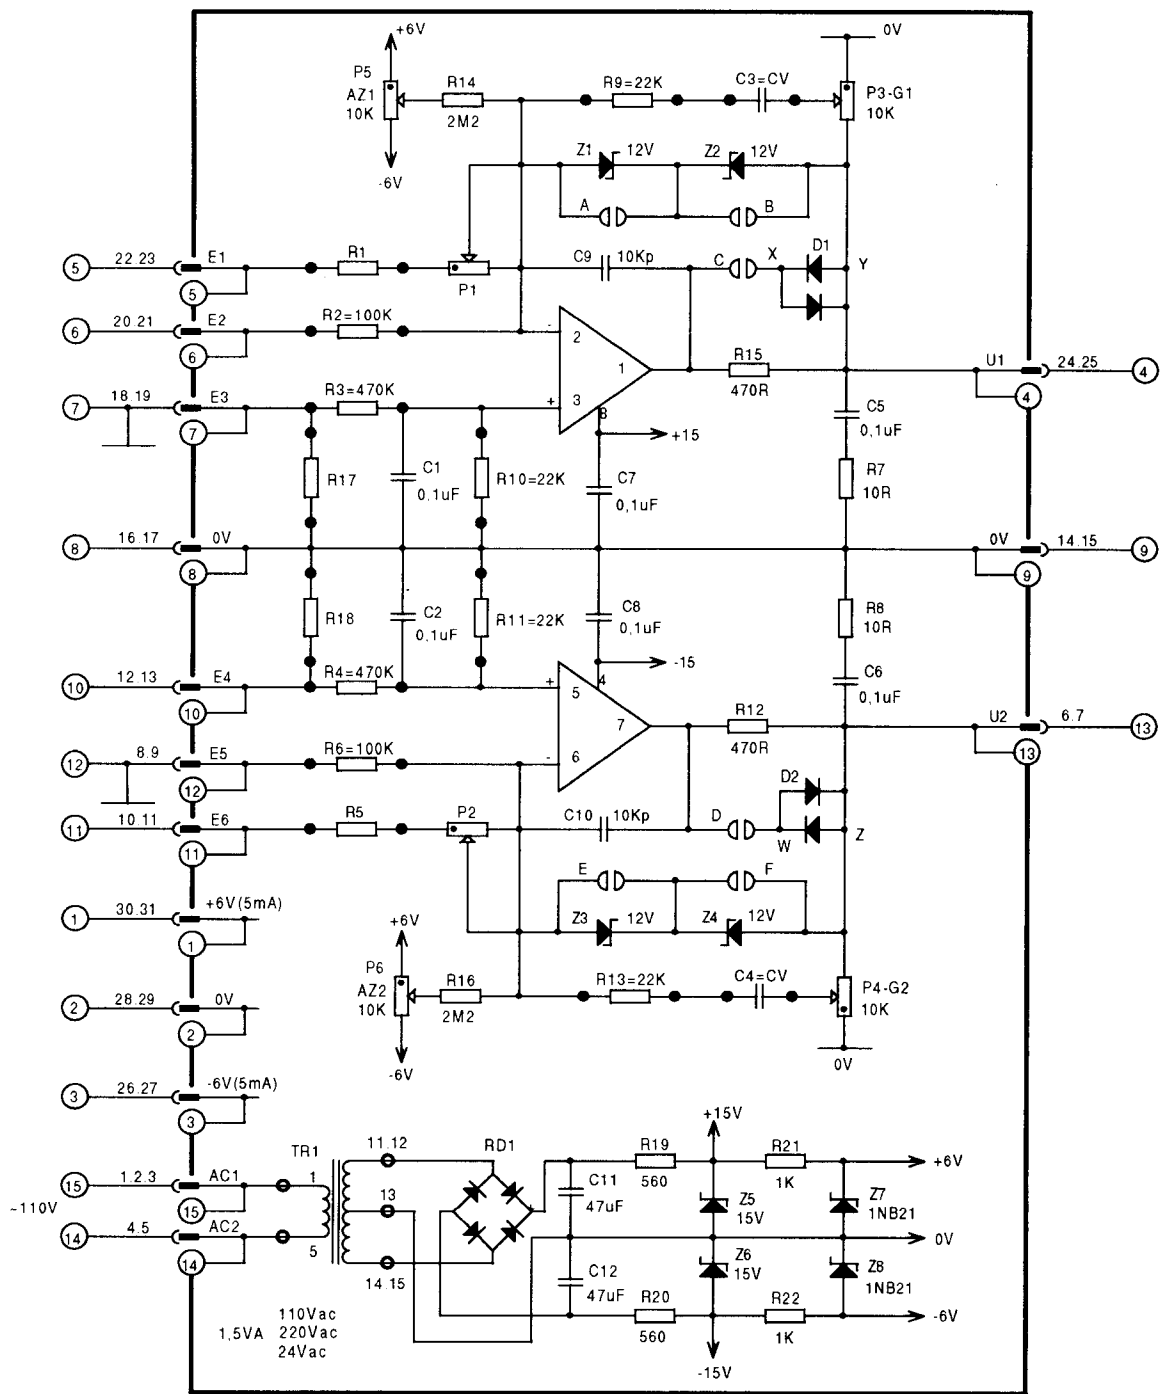 +6V
0V
P5
AZ1
10K
R14
2M2
R9=22K
C3=CV
P3-G1
10K
-6V
Z1
12V
Z2
12V
A
B
5
22.23
E1
R1
P1
C9
10Kp
C
X
D1
Y
5
6
20.21
E2
R2=100K
-
2
1
R15
470R
U1
24.25
4
6
7
18.19
E3
R3=470K
+
3
8
4
7
+15
C5
0,1uF
R17
C1
0,1uF
R10=22K
C7
0,1uF
R7
10R
8
16.17
0V
0V
14.15
9
8
9
R18
C2
0,1uF
R11=22K
C8
0,1uF
R8
10R
-15
10
12.13
E4
R4=470K
+
5
4
C6
0,1uF
10
7
R12
470R
U2
6.7
13
12
8.9
E5
R6=100K
-
6
13
12
D2
11
10.11
E6
R5
P2
C10
10Kp
D
W
Z
11
E
F
1
30.31
+6V(5mA)
Z3
12V
Z4
12V
1
+6V
P6
AZ2
10K
R16
2M2
R13=22K
C4=CV
P4-G2
10K
2
28.29
0V
2
-6V
0V
3
26.27
-6V(5mA)
3
+15V
TR1
11.12
RD1
R19
560
R21
1K
+6V
15
1.2.3
AC1
1
13
+
C11
47uF
Z5
15V
Z7
1NB21
~110V
15
14
4.5
AC2
5
0V
14
14.15
C12
47uF
Z6
15V
Z8
1NB21
R20
560
R22
1K
-6V
1,5VA
110Vac
220Vac
24Vac
-15V